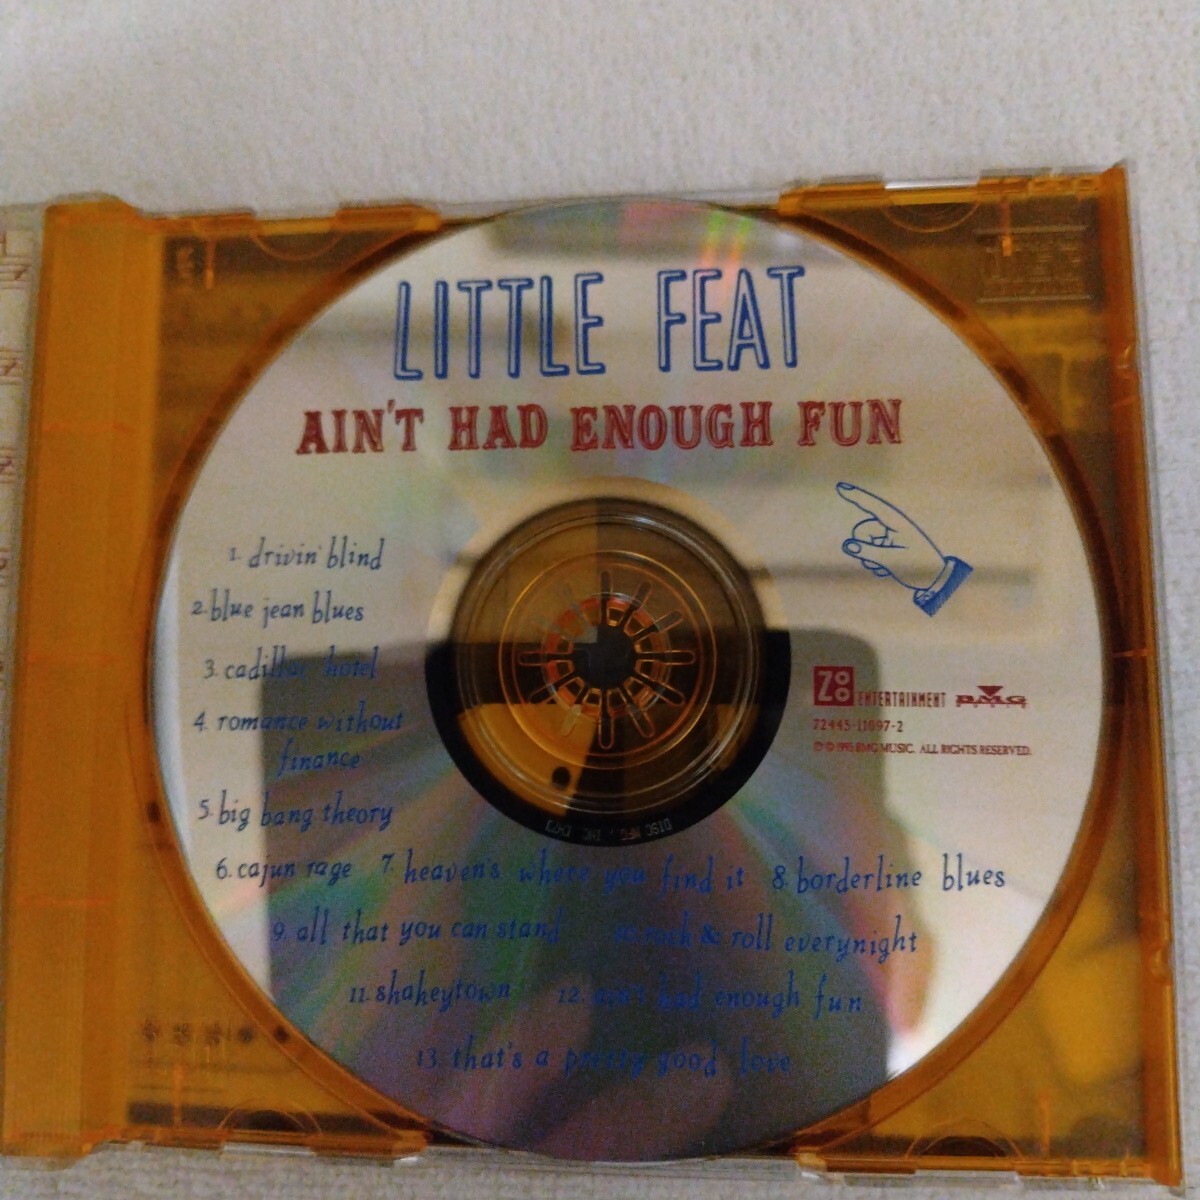 LITTLE FEAT
AIN'T HAD ENOUGH FUN
1. drivin' blind
2. blue jean blues
3. cadillac hotel
4. romance without
finance
5. big bang theory
6. cajun rage 7. heaven's where you find it 8. borderline blues
9. all that you can stand 10. rock & roll everynight
11. shakeytown 12. ain't had enough fun
13. that's a pretty good love
ZOO ENTERTAINMENT BMG
72445-11097-2
℗ © 1995 BMG MUSIC. ALL RIGHTS RESERVED.
DISC MFG., INC.